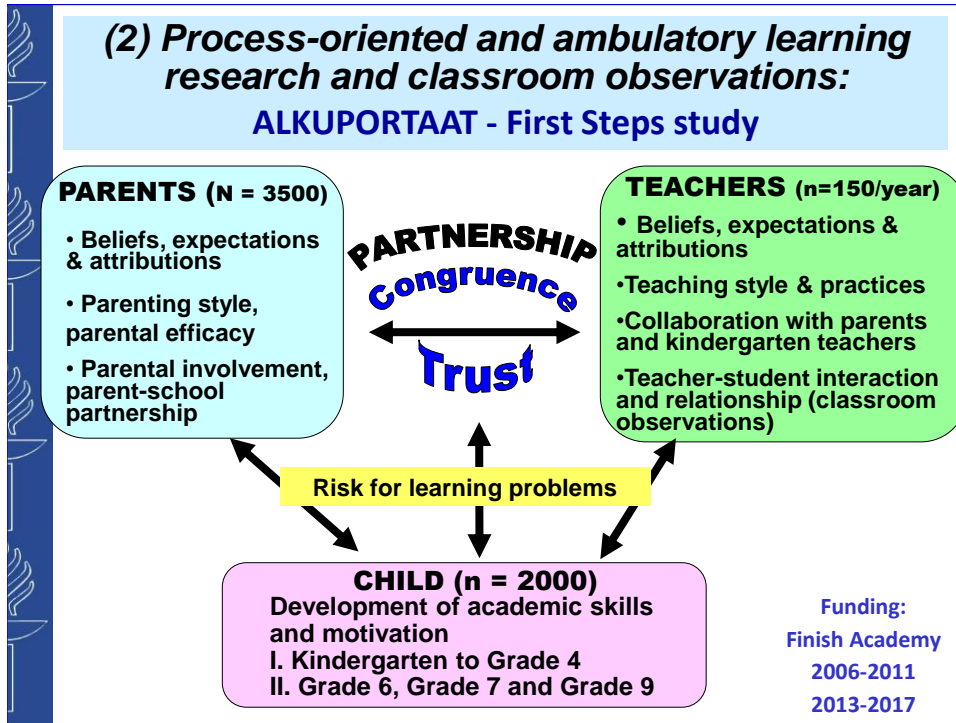 (2) Process-oriented and ambulatory learning
research and classroom observations:
ALKUPORTAAT - First Steps study
PARENTS (N = 3500)
• Beliefs, expectations
& attributions
• Parenting style,
parental efficacy
• Parental involvement,
parent-school
partnership
PARTNERSHIP
Congruence
Trust
TEACHERS (n=150/year)
• Beliefs, expectations &
attributions
•Teaching style & practices
•Collaboration with parents
and kindergarten teachers
•Teacher-student interaction
and relationship (classroom
observations)
Risk for learning problems
CHILD (n = 2000)
Development of academic skills
and motivation
I. Kindergarten to Grade 4
II. Grade 6, Grade 7 and Grade 9
Funding:
Finish Academy
2006-2011
2013-2017